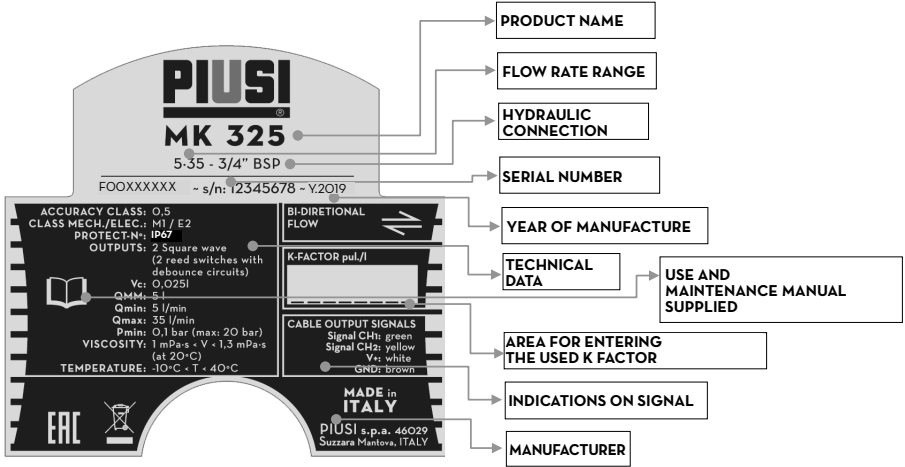 PIUSI
®
MK 325
5÷35 - 3/4” BSP
FOOXXXXXX ~ s/n: 12345678 ~ Y.2019
ACCURACY CLASS: 0,5
CLASS MECH./ELEC.: M1 / E2
PROTECT-N°: IP67
OUTPUTS: 2 Square wave
(2 reed switches with
debounce circuits)
Vc: 0,025l
QMM: 5 l
Qmin: 5 l/min
Qmax: 35 l/min
Pmin: 0,1 bar (max: 20 bar)
VISCOSITY: 1 mPa·s < V < 1,3 mPa·s
(at 20°C)
TEMPERATURE: -10°C < T < 40°C
BI-DIRETIONAL
FLOW
K-FACTOR pul./l
CABLE OUTPUT SIGNALS
Signal CH1: green
Signal CH2: yellow
V+: white
GND: brown
EAC
MADE in
ITALY
PIUSI s.p.a. 46029
Suzzara Mantova, ITALY
PRODUCT NAME
FLOW RATE RANGE
HYDRAULIC
CONNECTION
SERIAL NUMBER
YEAR OF MANUFACTURE
TECHNICAL
DATA
USE AND
MAINTENANCE MANUAL
SUPPLIED
AREA FOR ENTERING
THE USED K FACTOR
INDICATIONS ON SIGNAL
MANUFACTURER